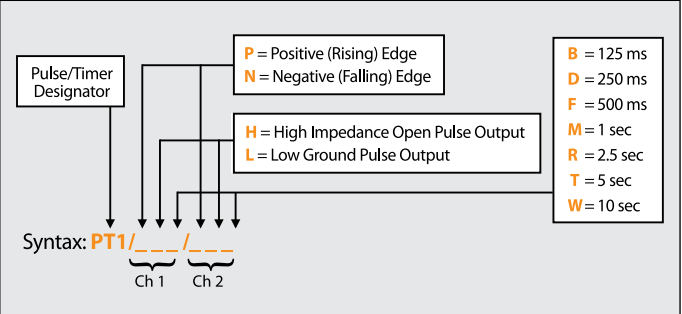 Pulse/Timer
Designator
P = Positive (Rising) Edge
N = Negative (Falling) Edge
H = High Impedance Open Pulse Output
L = Low Ground Pulse Output
B = 125 ms
D = 250 ms
F = 500 ms
M = 1 sec
R = 2.5 sec
T = 5 sec
W = 10 sec
Syntax: PT1/_ _ _ /_ _ _
Ch 1 Ch 2